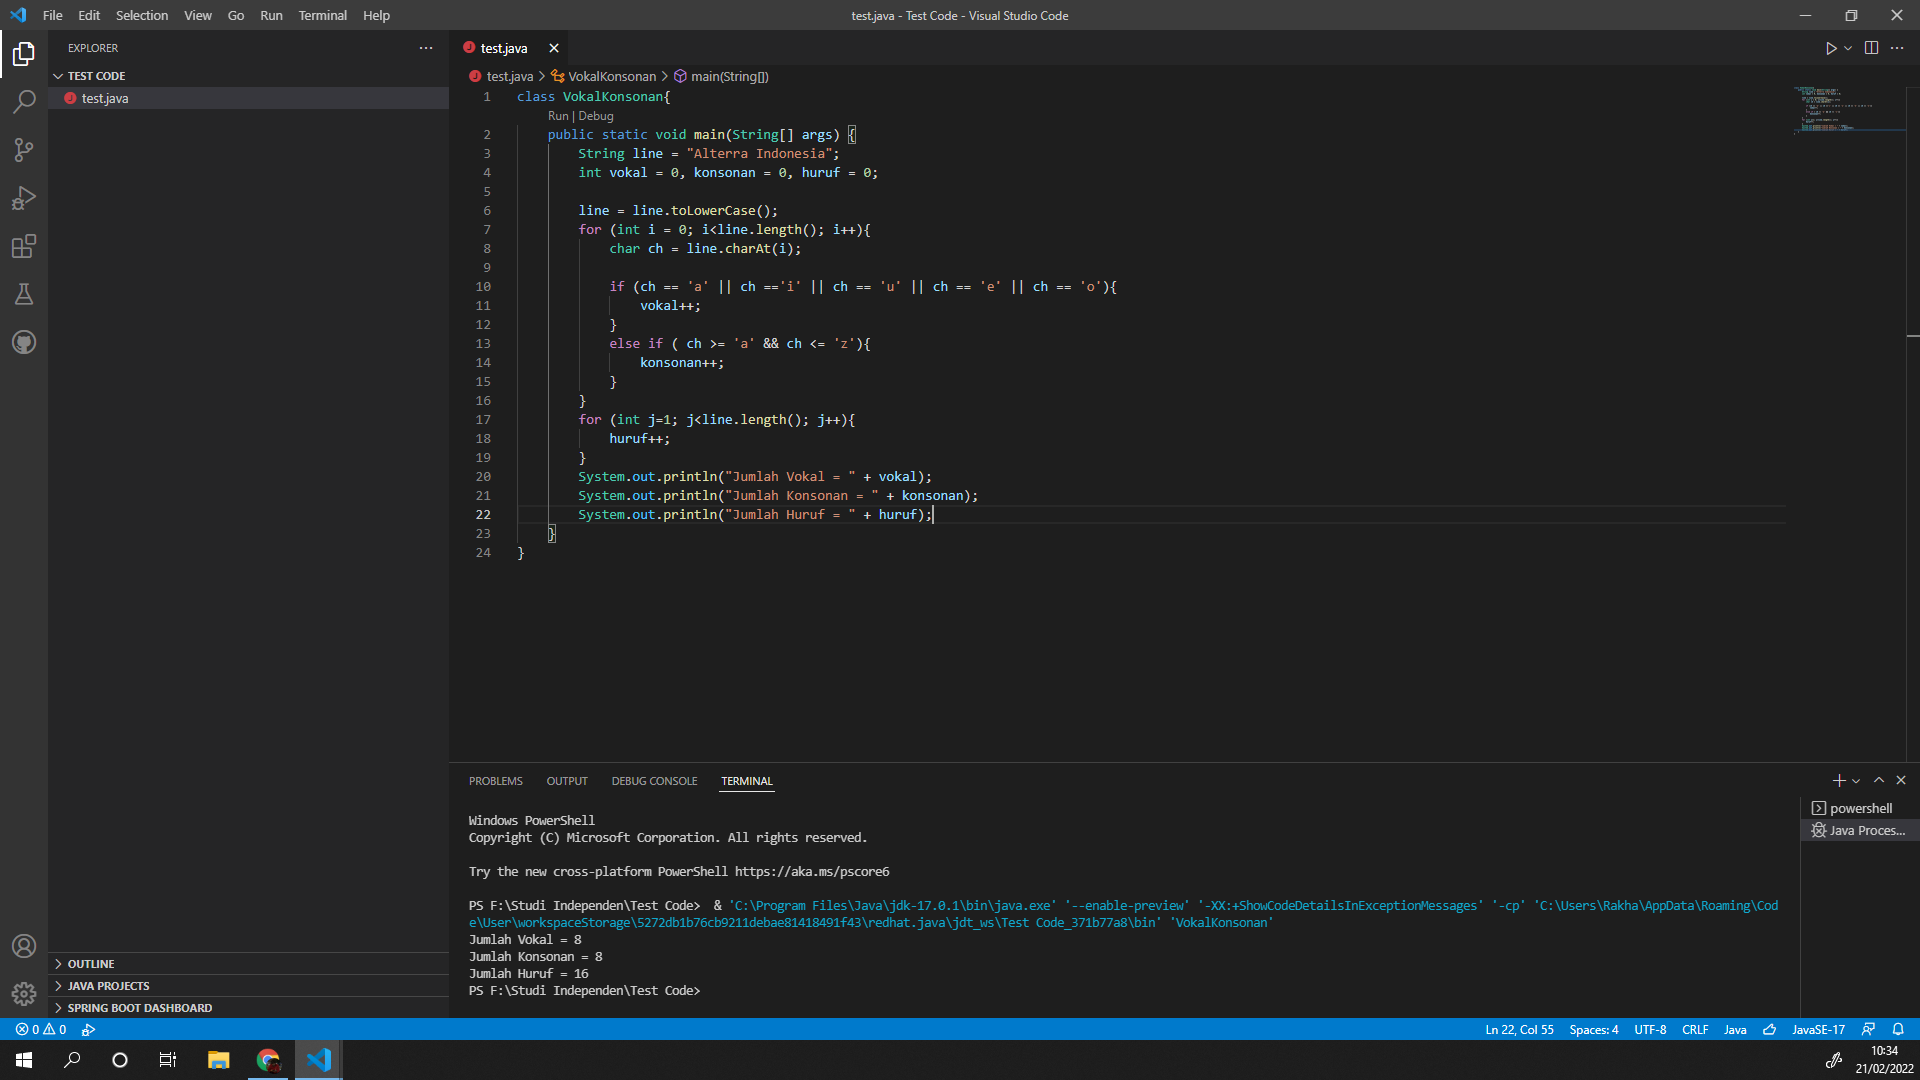 File Edit Selection View Go Run Terminal Help
test.java - Test Code - Visual Studio Code
EXPLORER
TEST CODE
test.java
OUTLINE
JAVA PROJECTS
SPRING BOOT DASHBOARD
test.java
test.java > VokalKonsonan > main(String[])
1 class VokalKonsonan{
Run | Debug
2 public static void main(String[] args) {
3 String line = "Alterra Indonesia";
4 int vokal = 0, konsonan = 0, huruf = 0;
5
6 line = line.toLowerCase();
7 for (int i = 0; i<line.length(); i++){
8 char ch = line.charAt(i);
9
10 if (ch == 'a' || ch =='i' || ch == 'u' || ch == 'e' || ch == 'o'){
11 vokal++;
12 }
13 else if ( ch >= 'a' && ch <= 'z'){
14 konsonan++;
15 }
16 }
17 for (int j=1; j<line.length(); j++){
18 huruf++;
19 }
20 System.out.println("Jumlah Vokal = " + vokal);
21 System.out.println("Jumlah Konsonan = " + konsonan);
22 System.out.println("Jumlah Huruf = " + huruf);
23 }
24 }
PROBLEMS OUTPUT DEBUG CONSOLE TERMINAL
Windows PowerShell
Copyright (C) Microsoft Corporation. All rights reserved.
Try the new cross-platform PowerShell https://aka.ms/pscore6
PS F:\Studi Independen\Test Code>  & 'C:\Program Files\Java\jdk-17.0.1\bin\java.exe' '--enable-preview' '-XX:+ShowCodeDetailsInExceptionMessages' '-cp' 'C:\Users\Rakha\AppData\Roaming\Cod
e\User\workspaceStorage\5272db1b76cb9211debae81418491f43\redhat.java\jdt_ws\Test Code_371b77a8\bin' 'VokalKonsonan'
Jumlah Vokal = 8
Jumlah Konsonan = 8
Jumlah Huruf = 16
PS F:\Studi Independen\Test Code>
powershell
Java Proces...
0 0
Ln 22, Col 55 Spaces: 4 UTF-8 CRLF Java JavaSE-17
10:34
21/02/2022